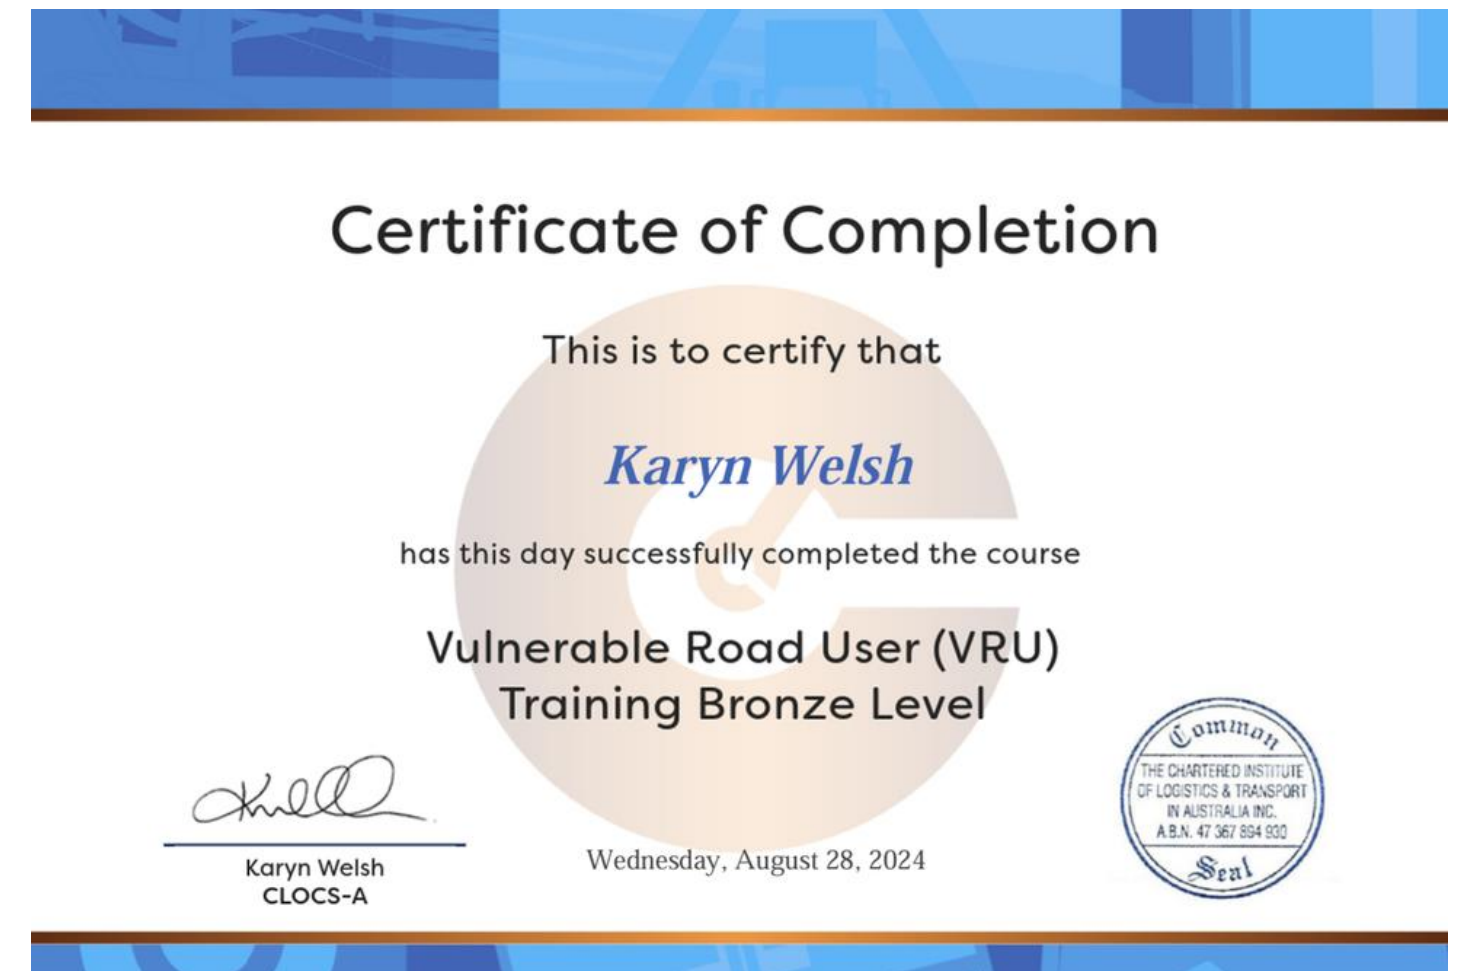 Certificate of Completion
This is to certify that
Karyn Welsh
has this day successfully completed the course
Vulnerable Road User (VRU)
Training Bronze Level
Karyn Welsh
CLOCS-A
Wednesday, August 28, 2024
Common
THE CHARTERED INSTITUTE
OF LOGISTICS & TRANSPORT
IN AUSTRALIA INC.
A.B.N. 47 367 894 930
Seal